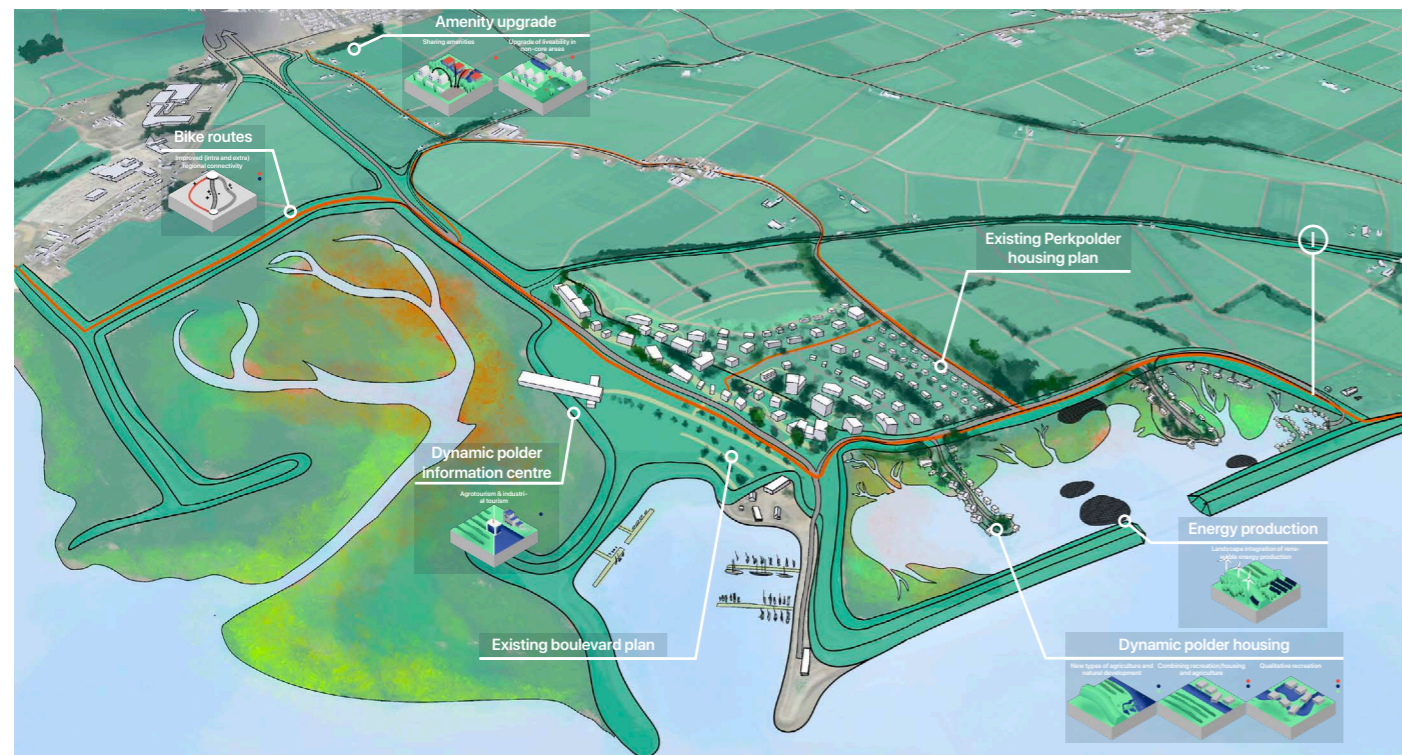 Amenity upgrade
Sharing amenities
Upgrade of liveability in
non-core areas
Bike routes
Improved (intra and extra)
regional connectivity
Existing Perkpolder
housing plan
Dynamic polder
information centre
Agrotourism & industri-
al tourism
Energy production
Landscape integration of rene-
wable energy production
Existing boulevard plan
Dynamic polder housing
New types of agriculture and
natural development
Combining recreation/housing
and agriculture
Qualitative recreation